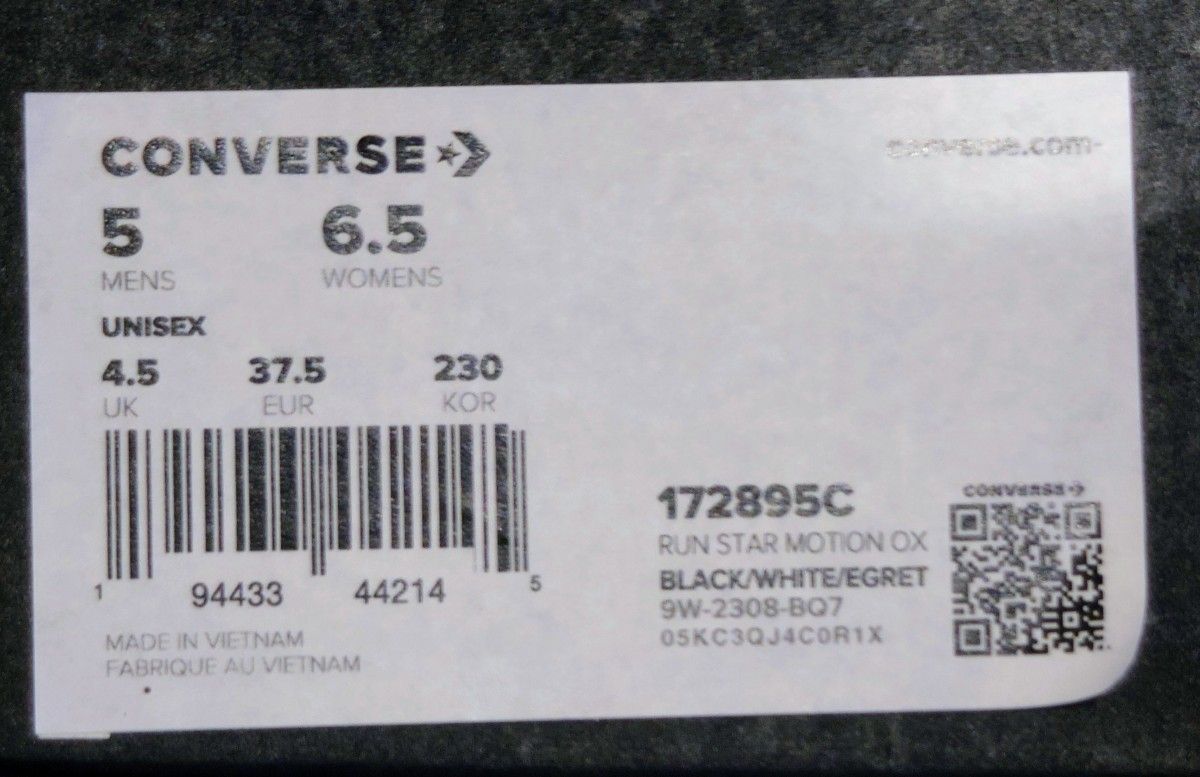 CONVERSE
converse.com
5 6.5
MENS WOMENS
UNISEX
4.5 37.5 230
UK EUR KOR
1 94433 44214 5
MADE IN VIETNAM
FABRIQUE AU VIETNAM
172895C
RUN STAR MOTION OX
BLACK/WHITE/EGRET
9W-2308-BQ7
05KC3QJ4C0R1X
CONVERSE